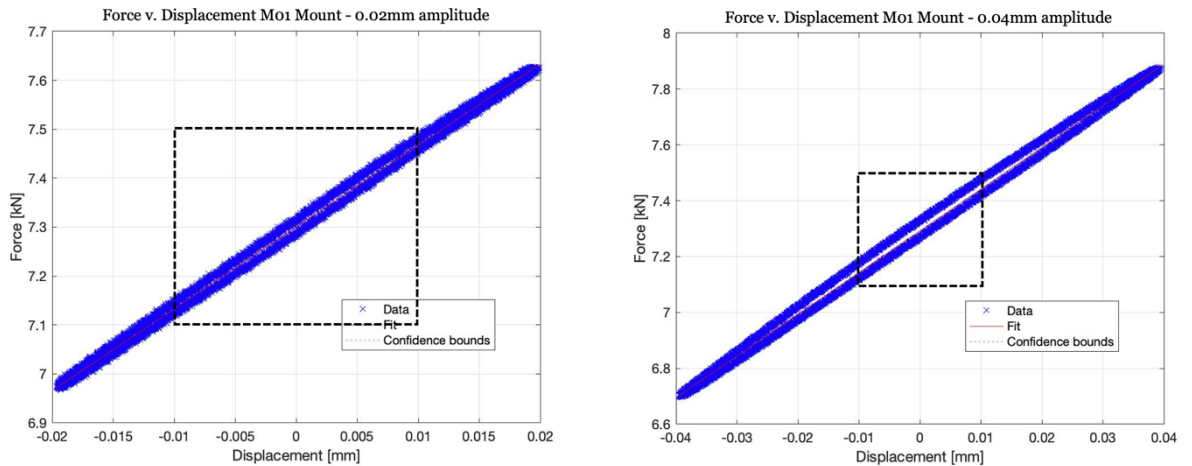 Force v. Displacement M01 Mount - 0.02mm amplitude
7.7
7.6
7.5
7.4
7.3
7.2
7.1
7
6.9
Force [kN]
Data
Fit
Confidence bounds
-0.02
-0.015
-0.01
-0.005
0
0.005
0.01
0.015
0.02
Displacement [mm]
Force v. Displacement M01 Mount - 0.04mm amplitude
8
7.8
7.6
7.4
7.2
7
6.8
6.6
Force [kN]
Data
Fit
Confidence bounds
-0.04
-0.03
-0.02
-0.01
0
0.01
0.02
0.03
0.04
Displacement [mm]